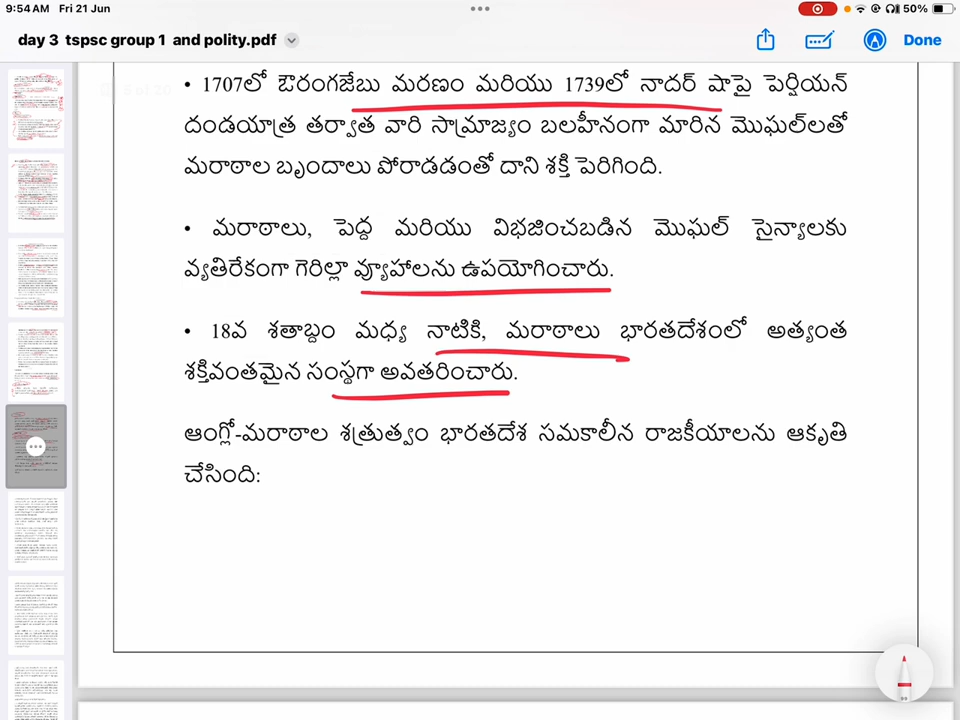 9:54 AM Fri 21 Jun
50%
day 3 tspsc group 1 and polity.pdf
Done
• 1707లో ఔరంగజేబు మరణం మరియు 1739లో నాదర్ షాపై పెర్షియన్
దండయాత్ర తర్వాత వారి సామ్రాజ్యం బలహీనంగా మారిన మొఘల్‌లతో
మరాఠాల బృందాలు పోరాడడంతో దాని శక్తి పెరిగింది.
• మరాఠాలు, పెద్ద మరియు విభజించబడిన మొఘల్ సైన్యాలకు
వ్యతిరేకంగా గెరిల్లా వ్యూహాలను ఉపయోగించారు.
• 18వ శతాబ్దం మధ్య నాటికి, మరాఠాలు భారతదేశంలో అత్యంత
శక్తివంతమైన సంస్థగా అవతరించారు.
ఆంగ్లో-మరాఠాల శత్రుత్వం భారతదేశ సమకాలీన రాజకీయాలను ఆకృతి
చేసింది: